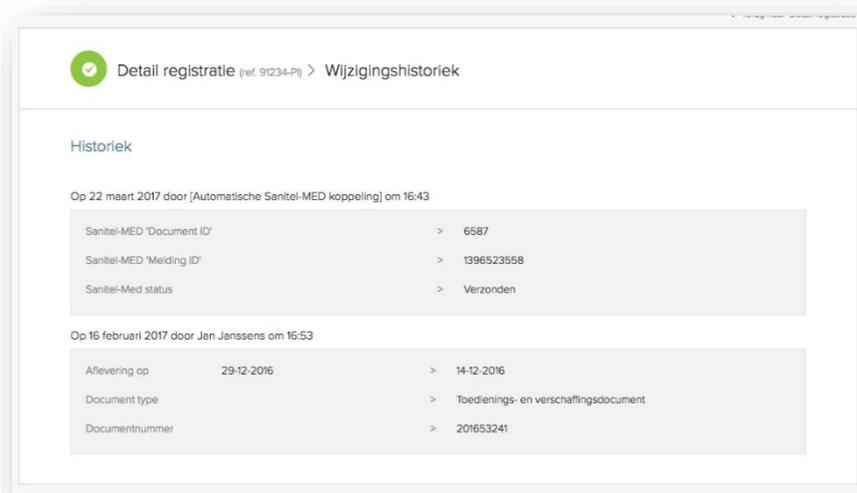 Detail registratie (ref. 91234-PI) > Wijzigingshistoriek
Historiek
Op 22 maart 2017 door [Automatische Sanitel-MED koppeling] om 16:43
Sanitel-MED 'Document ID' > 6587
Sanitel-MED 'Melding ID' > 1396523558
Sanitel-Med status > Verzonden
Op 16 februari 2017 door Jan Janssens om 16:53
Aflevering op 29-12-2016 > 14-12-2016
Document type > Toedienings- en verschaffingsdocument
Documentnummer > 201653241